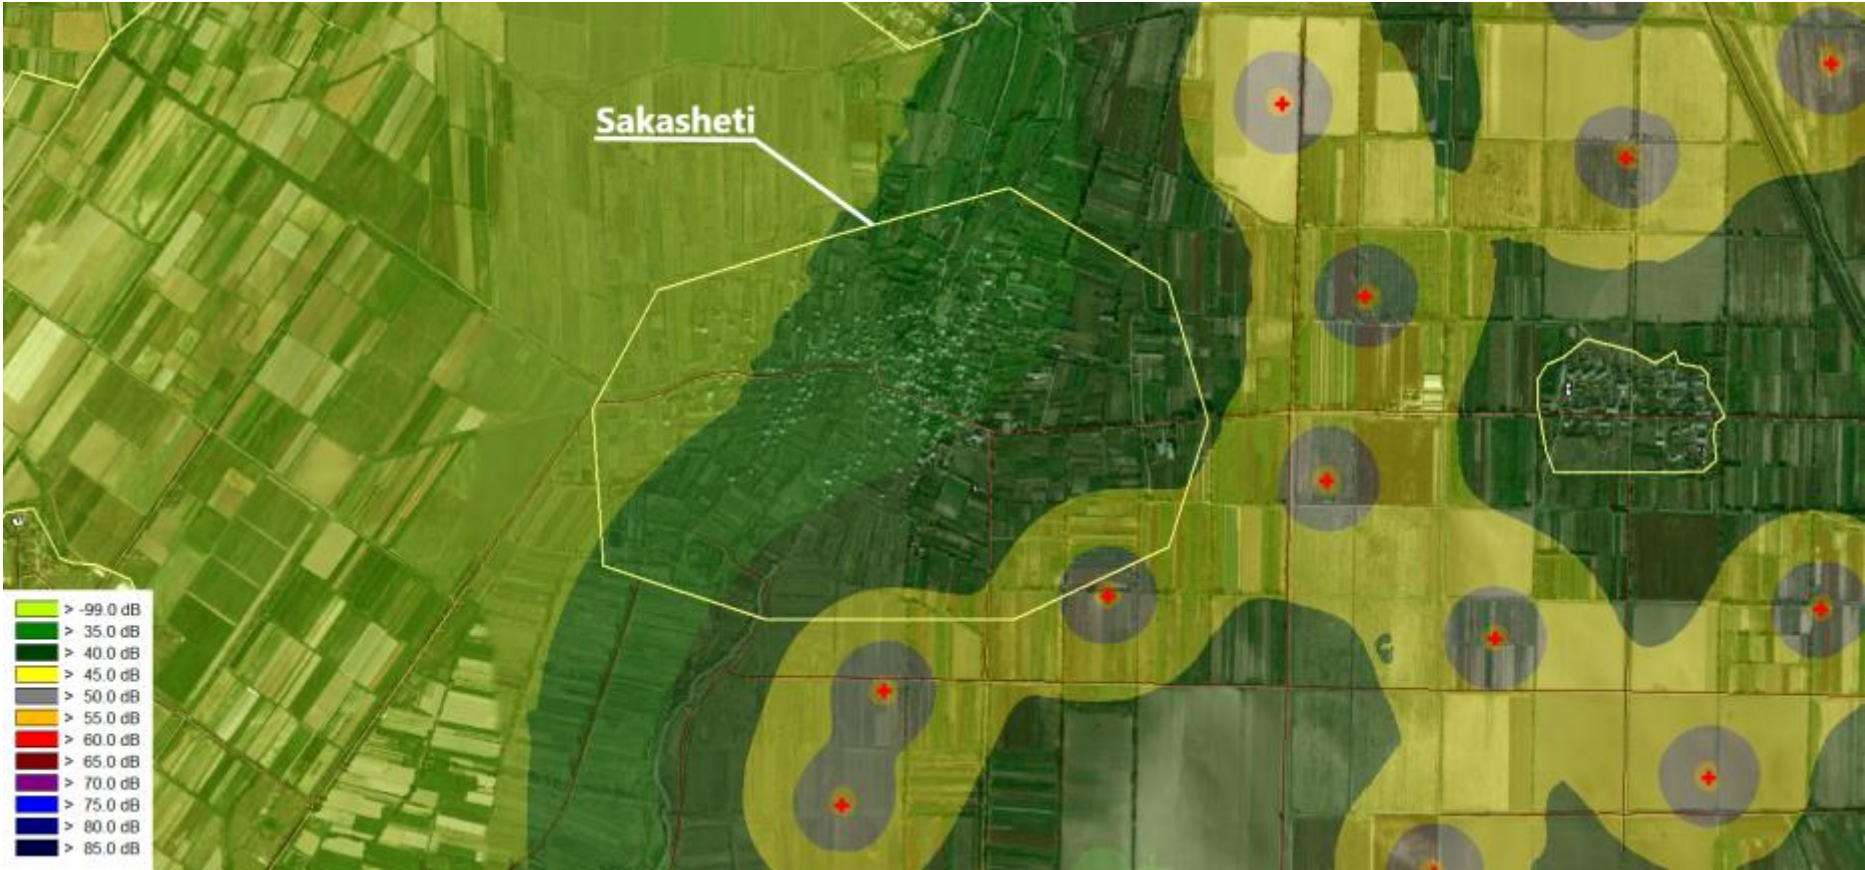 Sakasheti
> -99.0 dB
> 35.0 dB
> 40.0 dB
> 45.0 dB
> 50.0 dB
> 55.0 dB
> 60.0 dB
> 65.0 dB
> 70.0 dB
> 75.0 dB
> 80.0 dB
> 85.0 dB